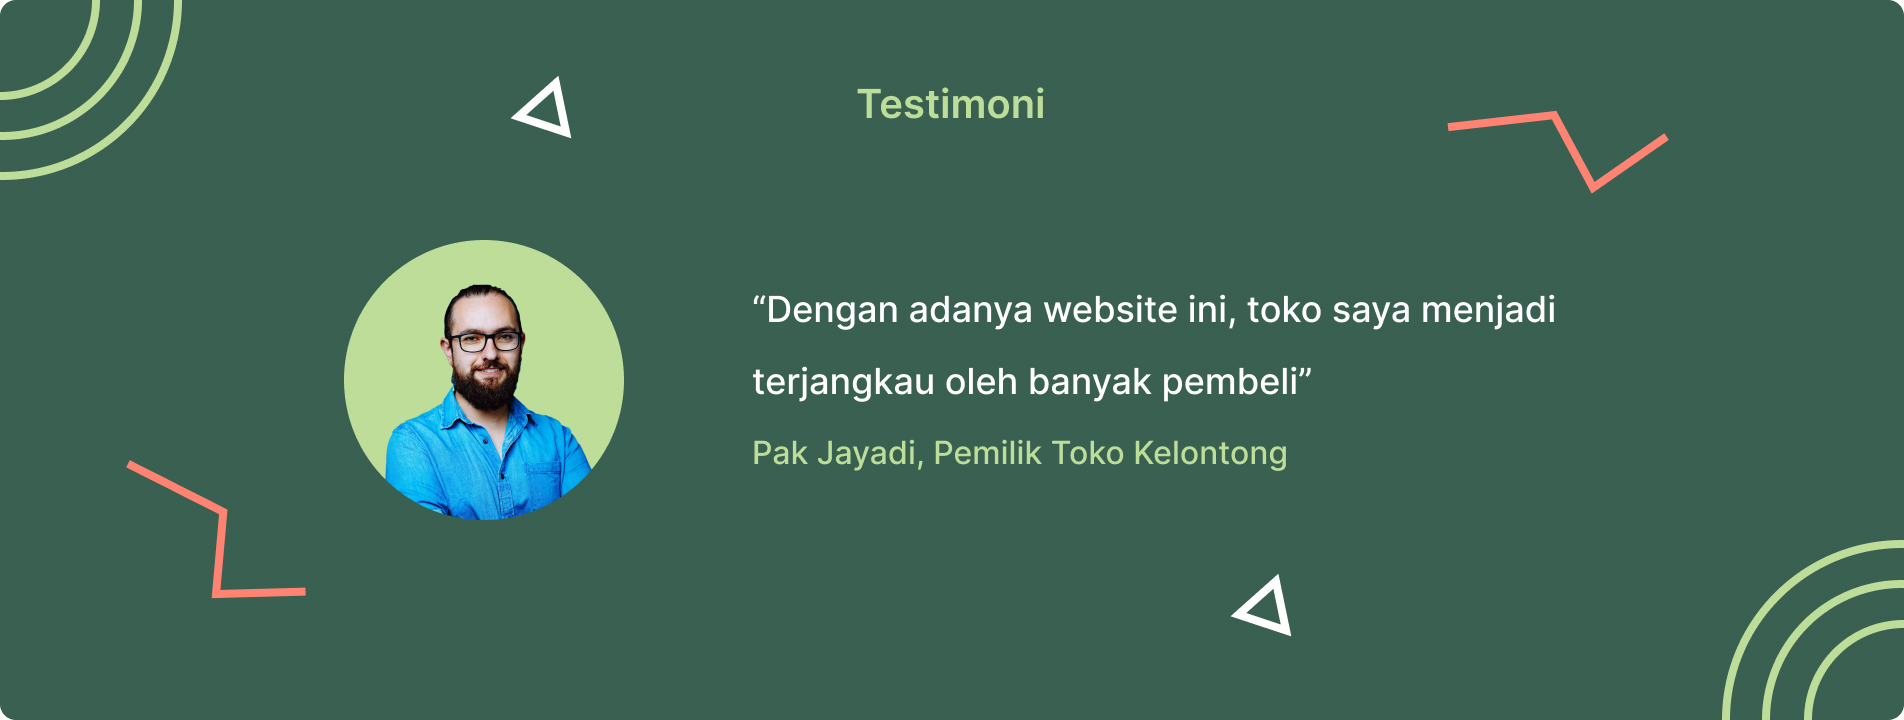 Testimoni
“Dengan adanya website ini, toko saya menjadi
terjangkau oleh banyak pembeli”
Pak Jayadi, Pemilik Toko Kelontong